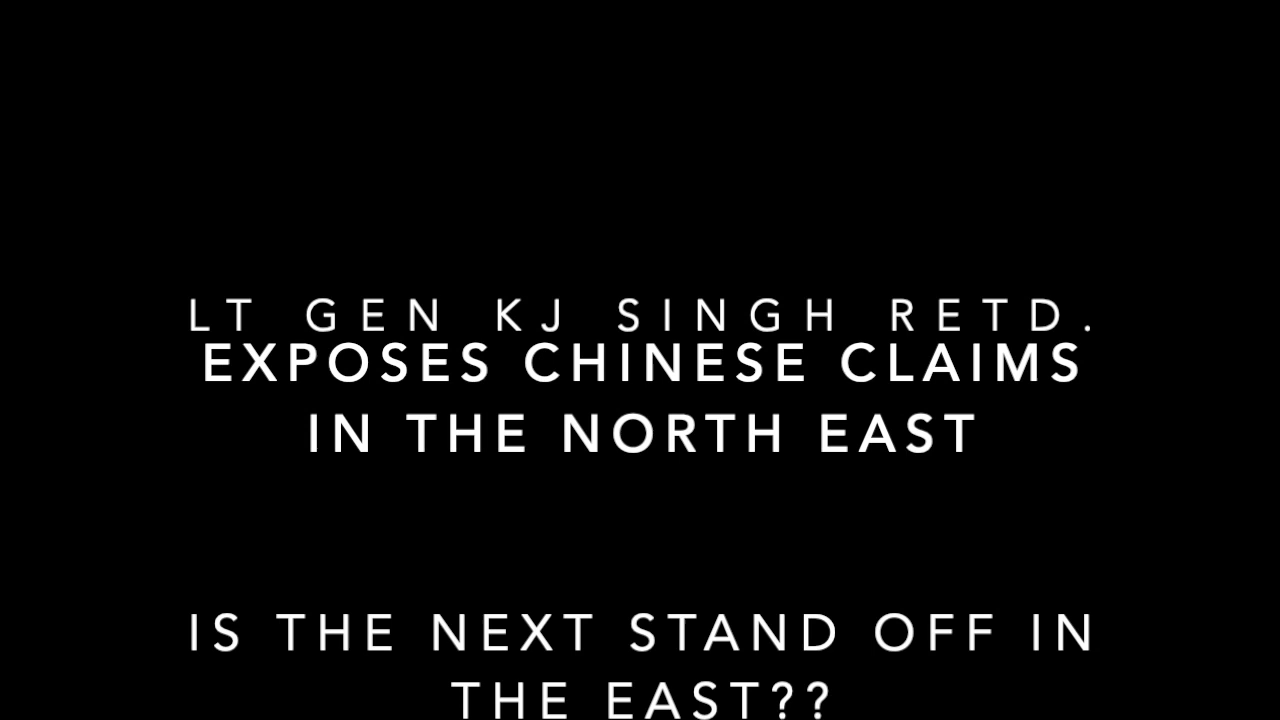 LT GEN KJ SINGH RETD.
EXPOSES CHINESE CLAIMS
IN THE NORTH EAST
IS THE NEXT STAND OFF IN
THE EAST??